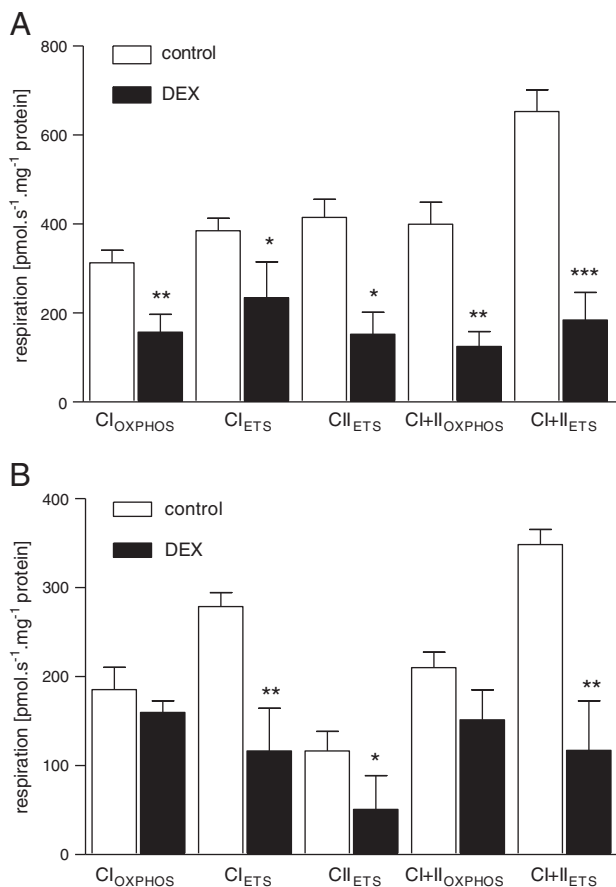 A
800
600
400
200
0
respiration [pmol.s-1.mg-1 protein]
control
DEX
** * * ** ***
CIOXPHOS CIETS CIIETS CI+IIOXPHOS CI+IIETS
B
400
300
200
100
0
respiration [pmol.s-1.mg-1 protein]
control
DEX
** * **
CIOXPHOS CIETS CIIETS CI+IIOXPHOS CI+IIETS